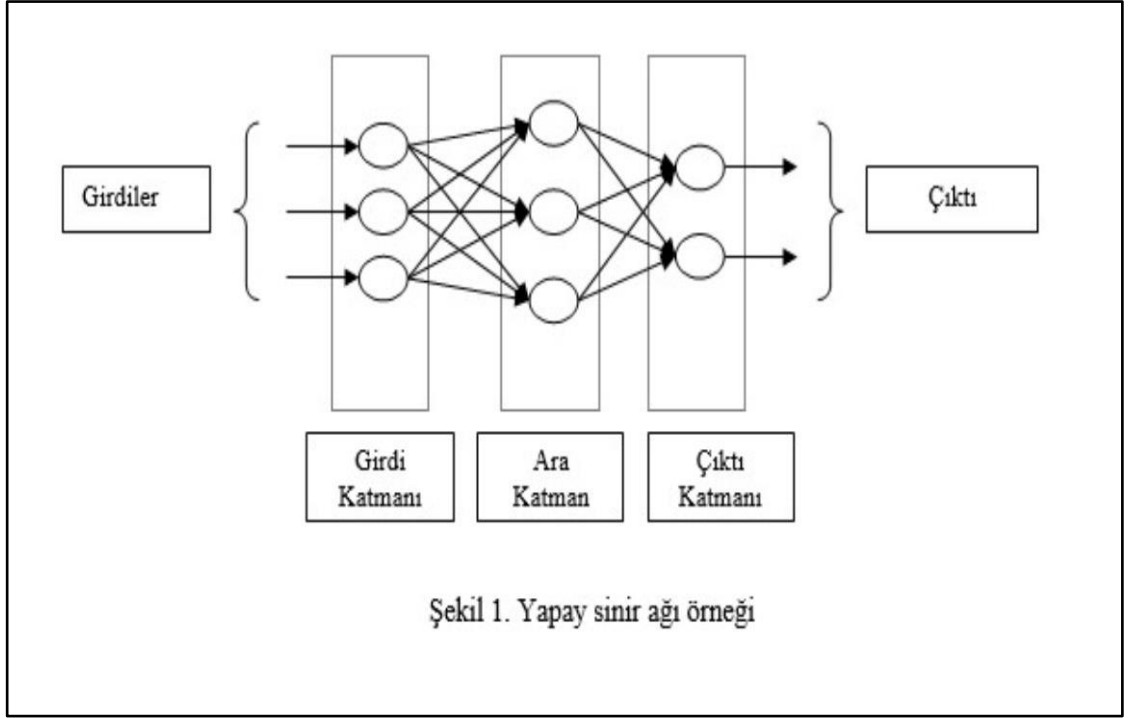 Girdiler
Çıktı
Girdi
Katmanı
Ara
Katman
Çıktı
Katmanı
Şekil 1. Yapay sinir ağı örneği